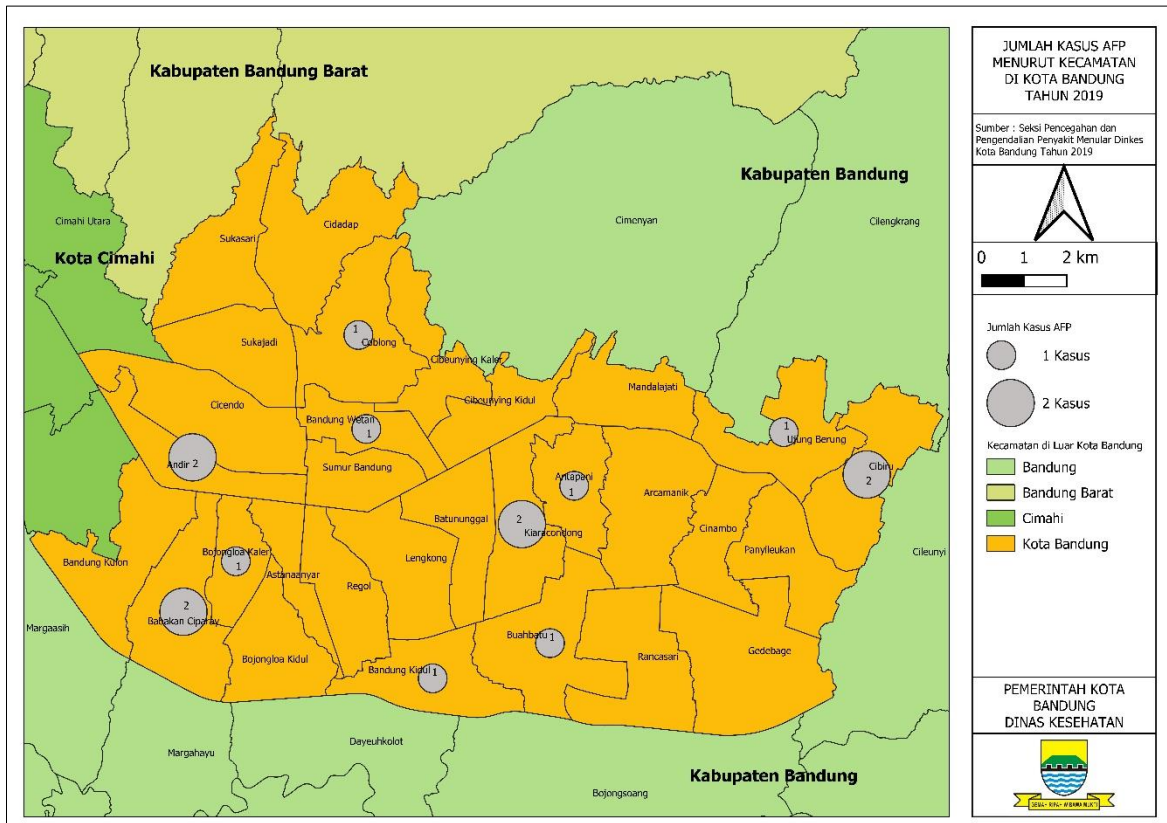 Kabupaten Bandung Barat
Kabupaten Bandung
Cimahi Utara
Cimenyan
Cilengkrang
Cidadap
Sukasari
Kota Cimahi
1
Sukajadi
Coblong
Cibeunying Kaler
Mandalajati
Cicendo
Cibeunying Kidul
Bandung Wetan
1
1
Ujung Berung
Andir 2
Sumur Bandung
Cibiru
2
Antapani
1
Arcamanik
Batununggal
2
Kiaracondong
Cinambo
Panyileukan
Bandung Kulon
Bojongloa Kaler
1
Astanaanyar
Regol
Lengkong
Cileunyi
2
Babakan Ciparay
Margaasih
Buahbatu 1
Bojongloa Kidul
Bandung Kidul 1
Rancasari
Gedebage
Margahayu
Dayeuhkolot
Kabupaten Bandung
Bojongsoang
JUMLAH KASUS AFP
MENURUT KECAMATAN
DI KOTA BANDUNG
TAHUN 2019
Sumber : Seksi Pencegahan dan
Pengendalian Penyakit Menular Dinkes
Kota Bandung Tahun 2019
0 1 2 km
Jumlah Kasus AFP
1 Kasus
2 Kasus
Kecamatan di Luar Kota Bandung
Bandung
Bandung Barat
Cimahi
Kota Bandung
PEMERINTAH KOTA
BANDUNG
DINAS KESEHATAN
GEMAH RIPAH WIBAWA MUKTI